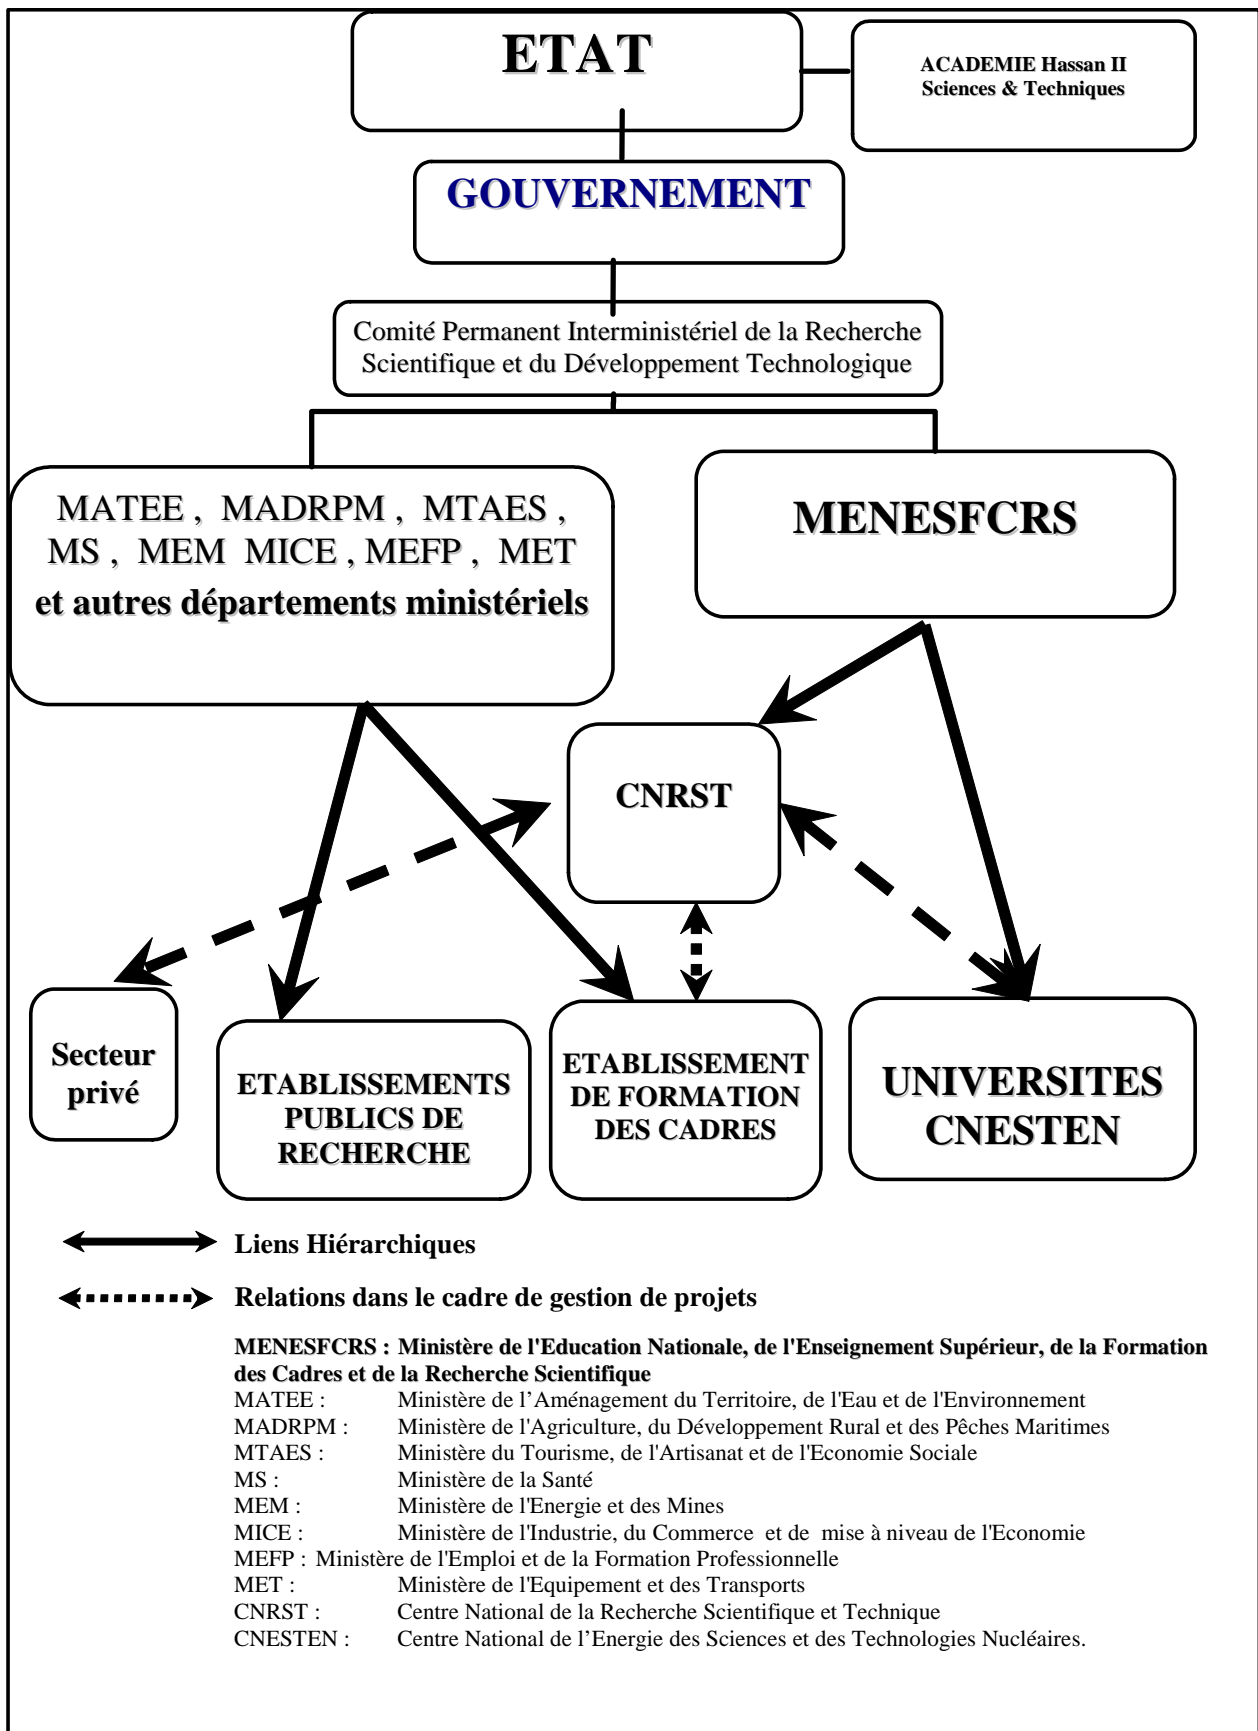 ETAT
ACADEMIE Hassan II
Sciences & Techniques
GOUVERNEMENT
Comité Permanent Interministériel de la Recherche
Scientifique et du Développement Technologique
MATEE , MADRPM , MTAES ,
MS , MEM MICE , MEFP , MET
et autres départements ministériels
MENESFCRS
CNRST
Secteur
privé
ETABLISSEMENTS
PUBLICS DE
RECHERCHE
ETABLISSEMENT
DE FORMATION
DES CADRES
UNIVERSITES
CNESTEN
Liens Hiérarchiques
Relations dans le cadre de gestion de projets
MENESFCRS : Ministère de l'Education Nationale, de l'Enseignement Supérieur, de la Formation
des Cadres et de la Recherche Scientifique
MATEE : Ministère de l’Aménagement du Territoire, de l'Eau et de l'Environnement
MADRPM : Ministère de l'Agriculture, du Développement Rural et des Pêches Maritimes
MTAES : Ministère du Tourisme, de l'Artisanat et de l'Economie Sociale
MS : Ministère de la Santé
MEM : Ministère de l'Energie et des Mines
MICE : Ministère de l'Industrie, du Commerce et de mise à niveau de l'Economie
MEFP : Ministère de l'Emploi et de la Formation Professionnelle
MET : Ministère de l'Equipement et des Transports
CNRST : Centre National de la Recherche Scientifique et Technique
CNESTEN : Centre National de l’Energie des Sciences et des Technologies Nucléaires.